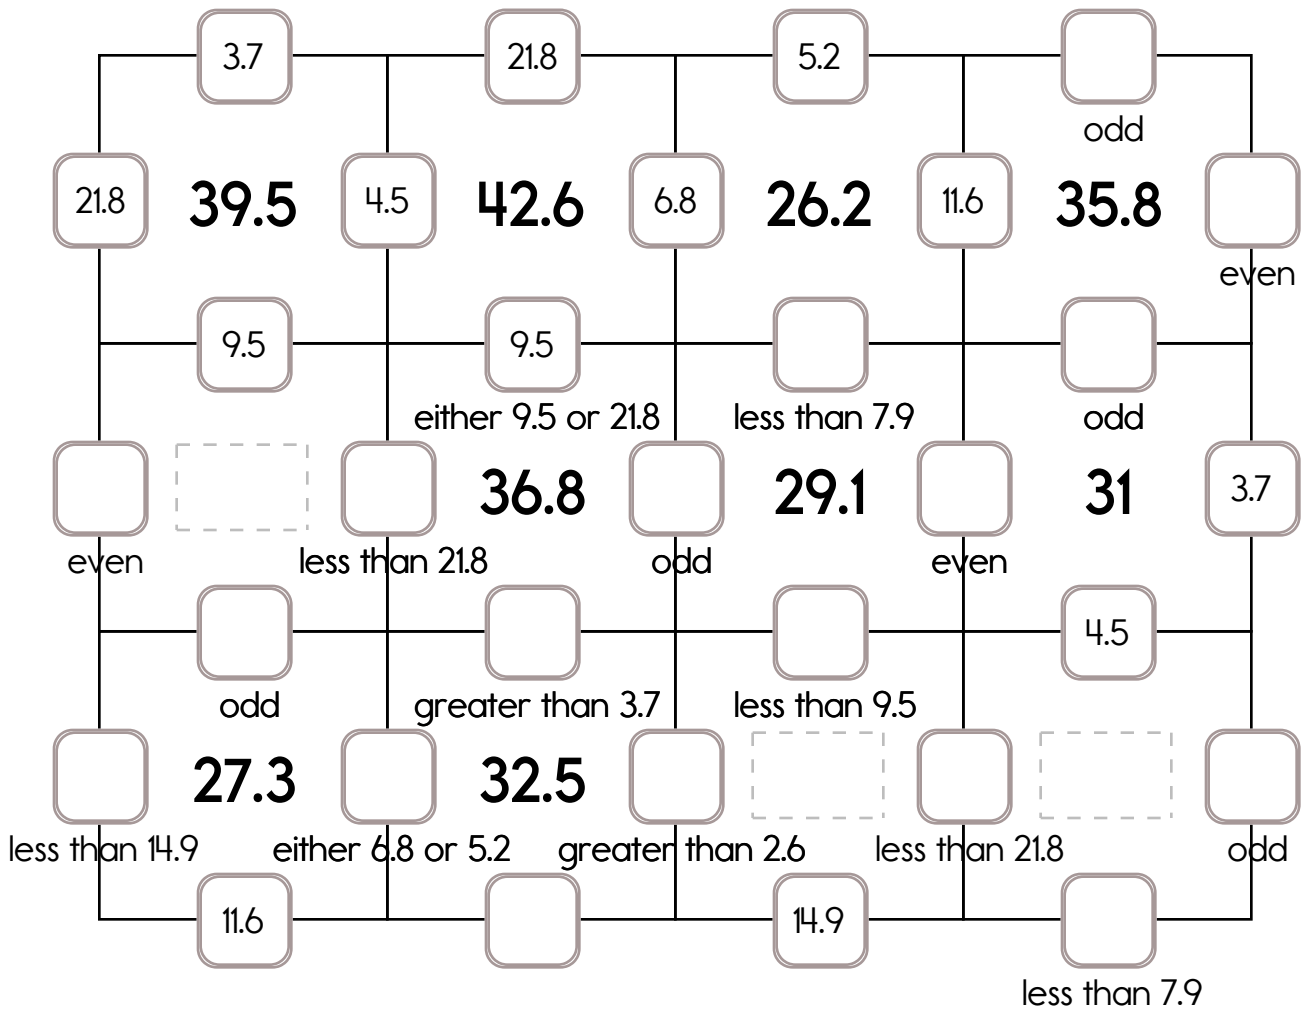 3.7 21.8 5.2
odd
21.8 39.5 4.5 42.6 6.8 26.2 11.6 35.8
even
9.5 9.5
either 9.5 or 21.8 less than 7.9 odd
36.8 29.1 31 3.7
even less than 21.8 odd even
4.5
odd greater than 3.7 less than 9.5
27.3 32.5
less than 14.9 either 6.8 or 5.2 greater than 2.6 less than 21.8 odd
11.6 14.9
less than 7.9